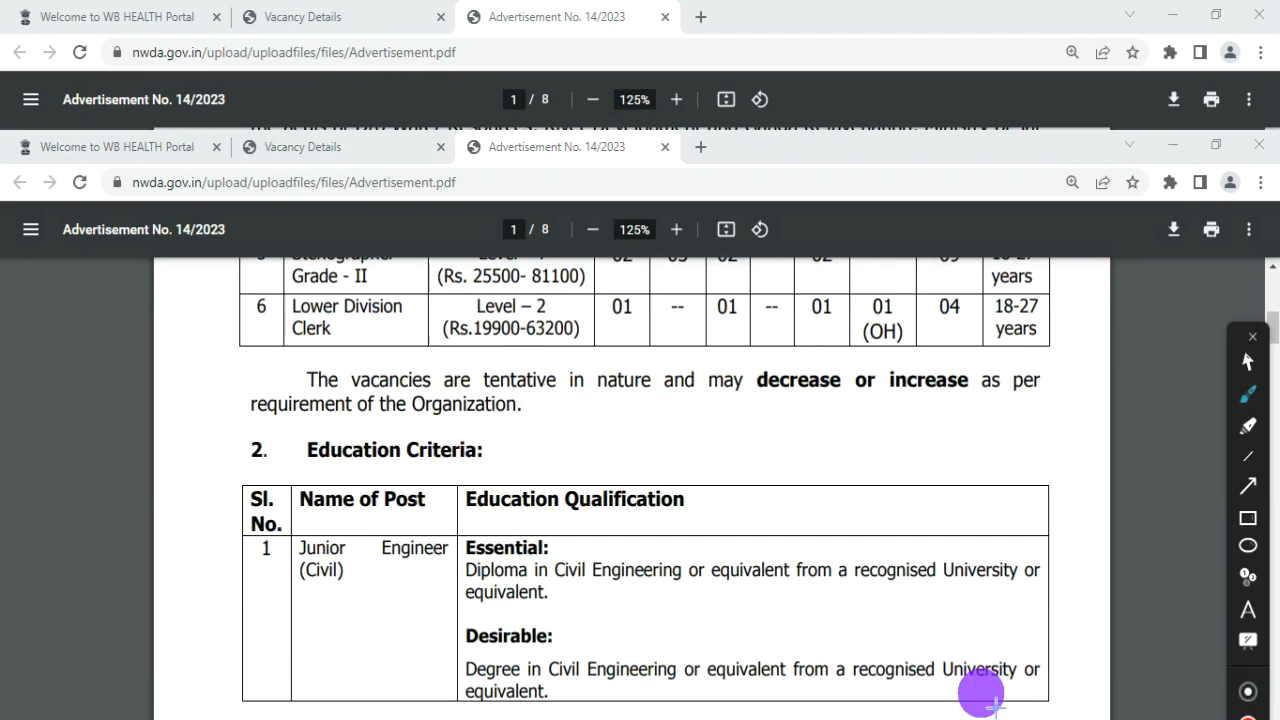 Welcome to WB HEALTH Portal
Vacancy Details
Advertisement No. 14/2023
nwda.gov.in/upload/uploadfiles/files/Advertisement.pdf
Advertisement No. 14/2023
1 / 8
125%
Welcome to WB HEALTH Portal
Vacancy Details
Advertisement No. 14/2023
nwda.gov.in/upload/uploadfiles/files/Advertisement.pdf
Advertisement No. 14/2023
1 / 8
125%
Grade - II (Rs. 25500- 81100) years
6 Lower Division Level – 2 01 -- 01 -- 01 01 04 18-27
Clerk (Rs.19900-63200) (OH) years
The vacancies are tentative in nature and may decrease or increase as per
requirement of the Organization.
2. Education Criteria:
Sl. Name of Post Education Qualification
No.
1 Junior Engineer Essential:
(Civil) Diploma in Civil Engineering or equivalent from a recognised University or
equivalent.
Desirable:
Degree in Civil Engineering or equivalent from a recognised University or
equivalent.